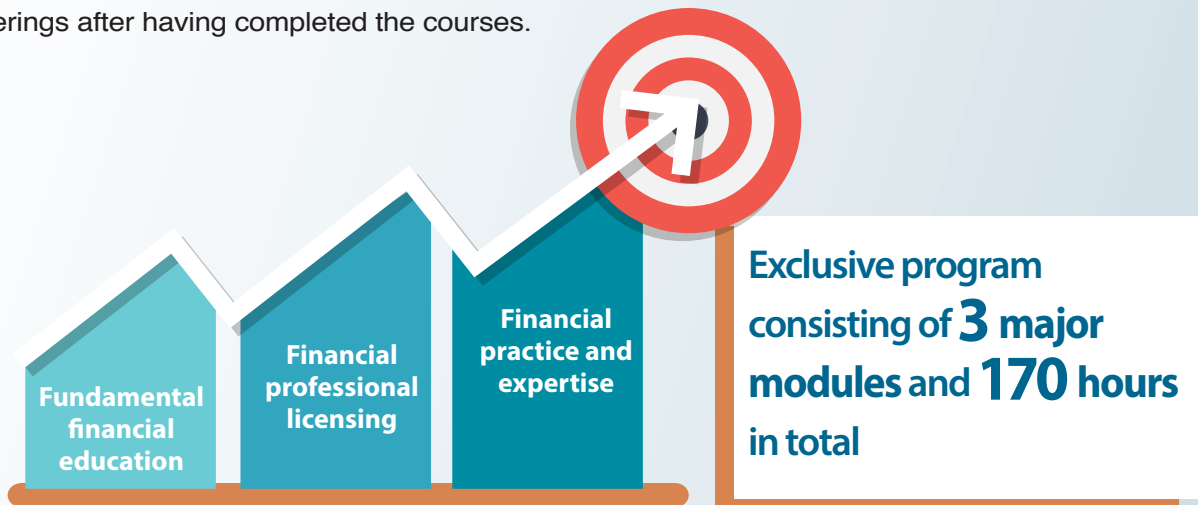 erings after having completed the courses.
Fundamental
financial
education
Financial
professional
licensing
Financial
practice and
expertise
Exclusive program
consisting of 3 major
modules and 170 hours
in total